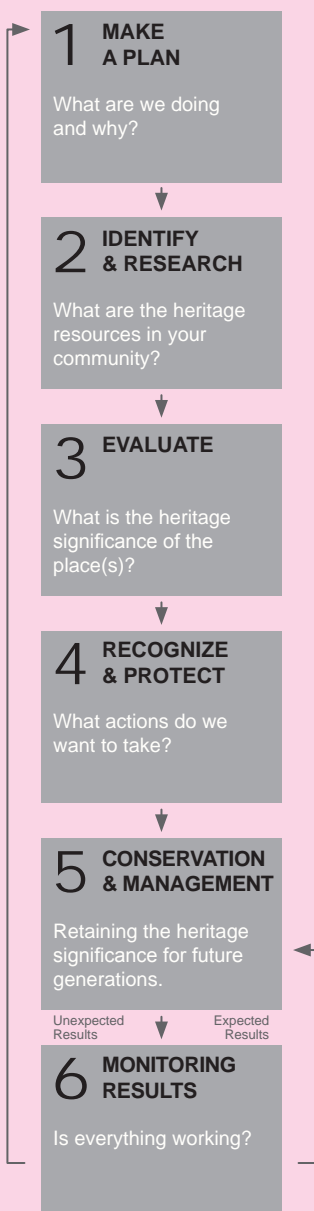 1 MAKE
A PLAN
What are we doing
and why?
2 IDENTIFY
& RESEARCH
What are the heritage
resources in your
community?
3 EVALUATE
What is the heritage
significance of the
place(s)?
4 RECOGNIZE
& PROTECT
What actions do we
want to take?
5 CONSERVATION
& MANAGEMENT
Retaining the heritage
significance for future
generations.
Unexpected
Results
Expected
Results
6 MONITORING
RESULTS
Is everything working?